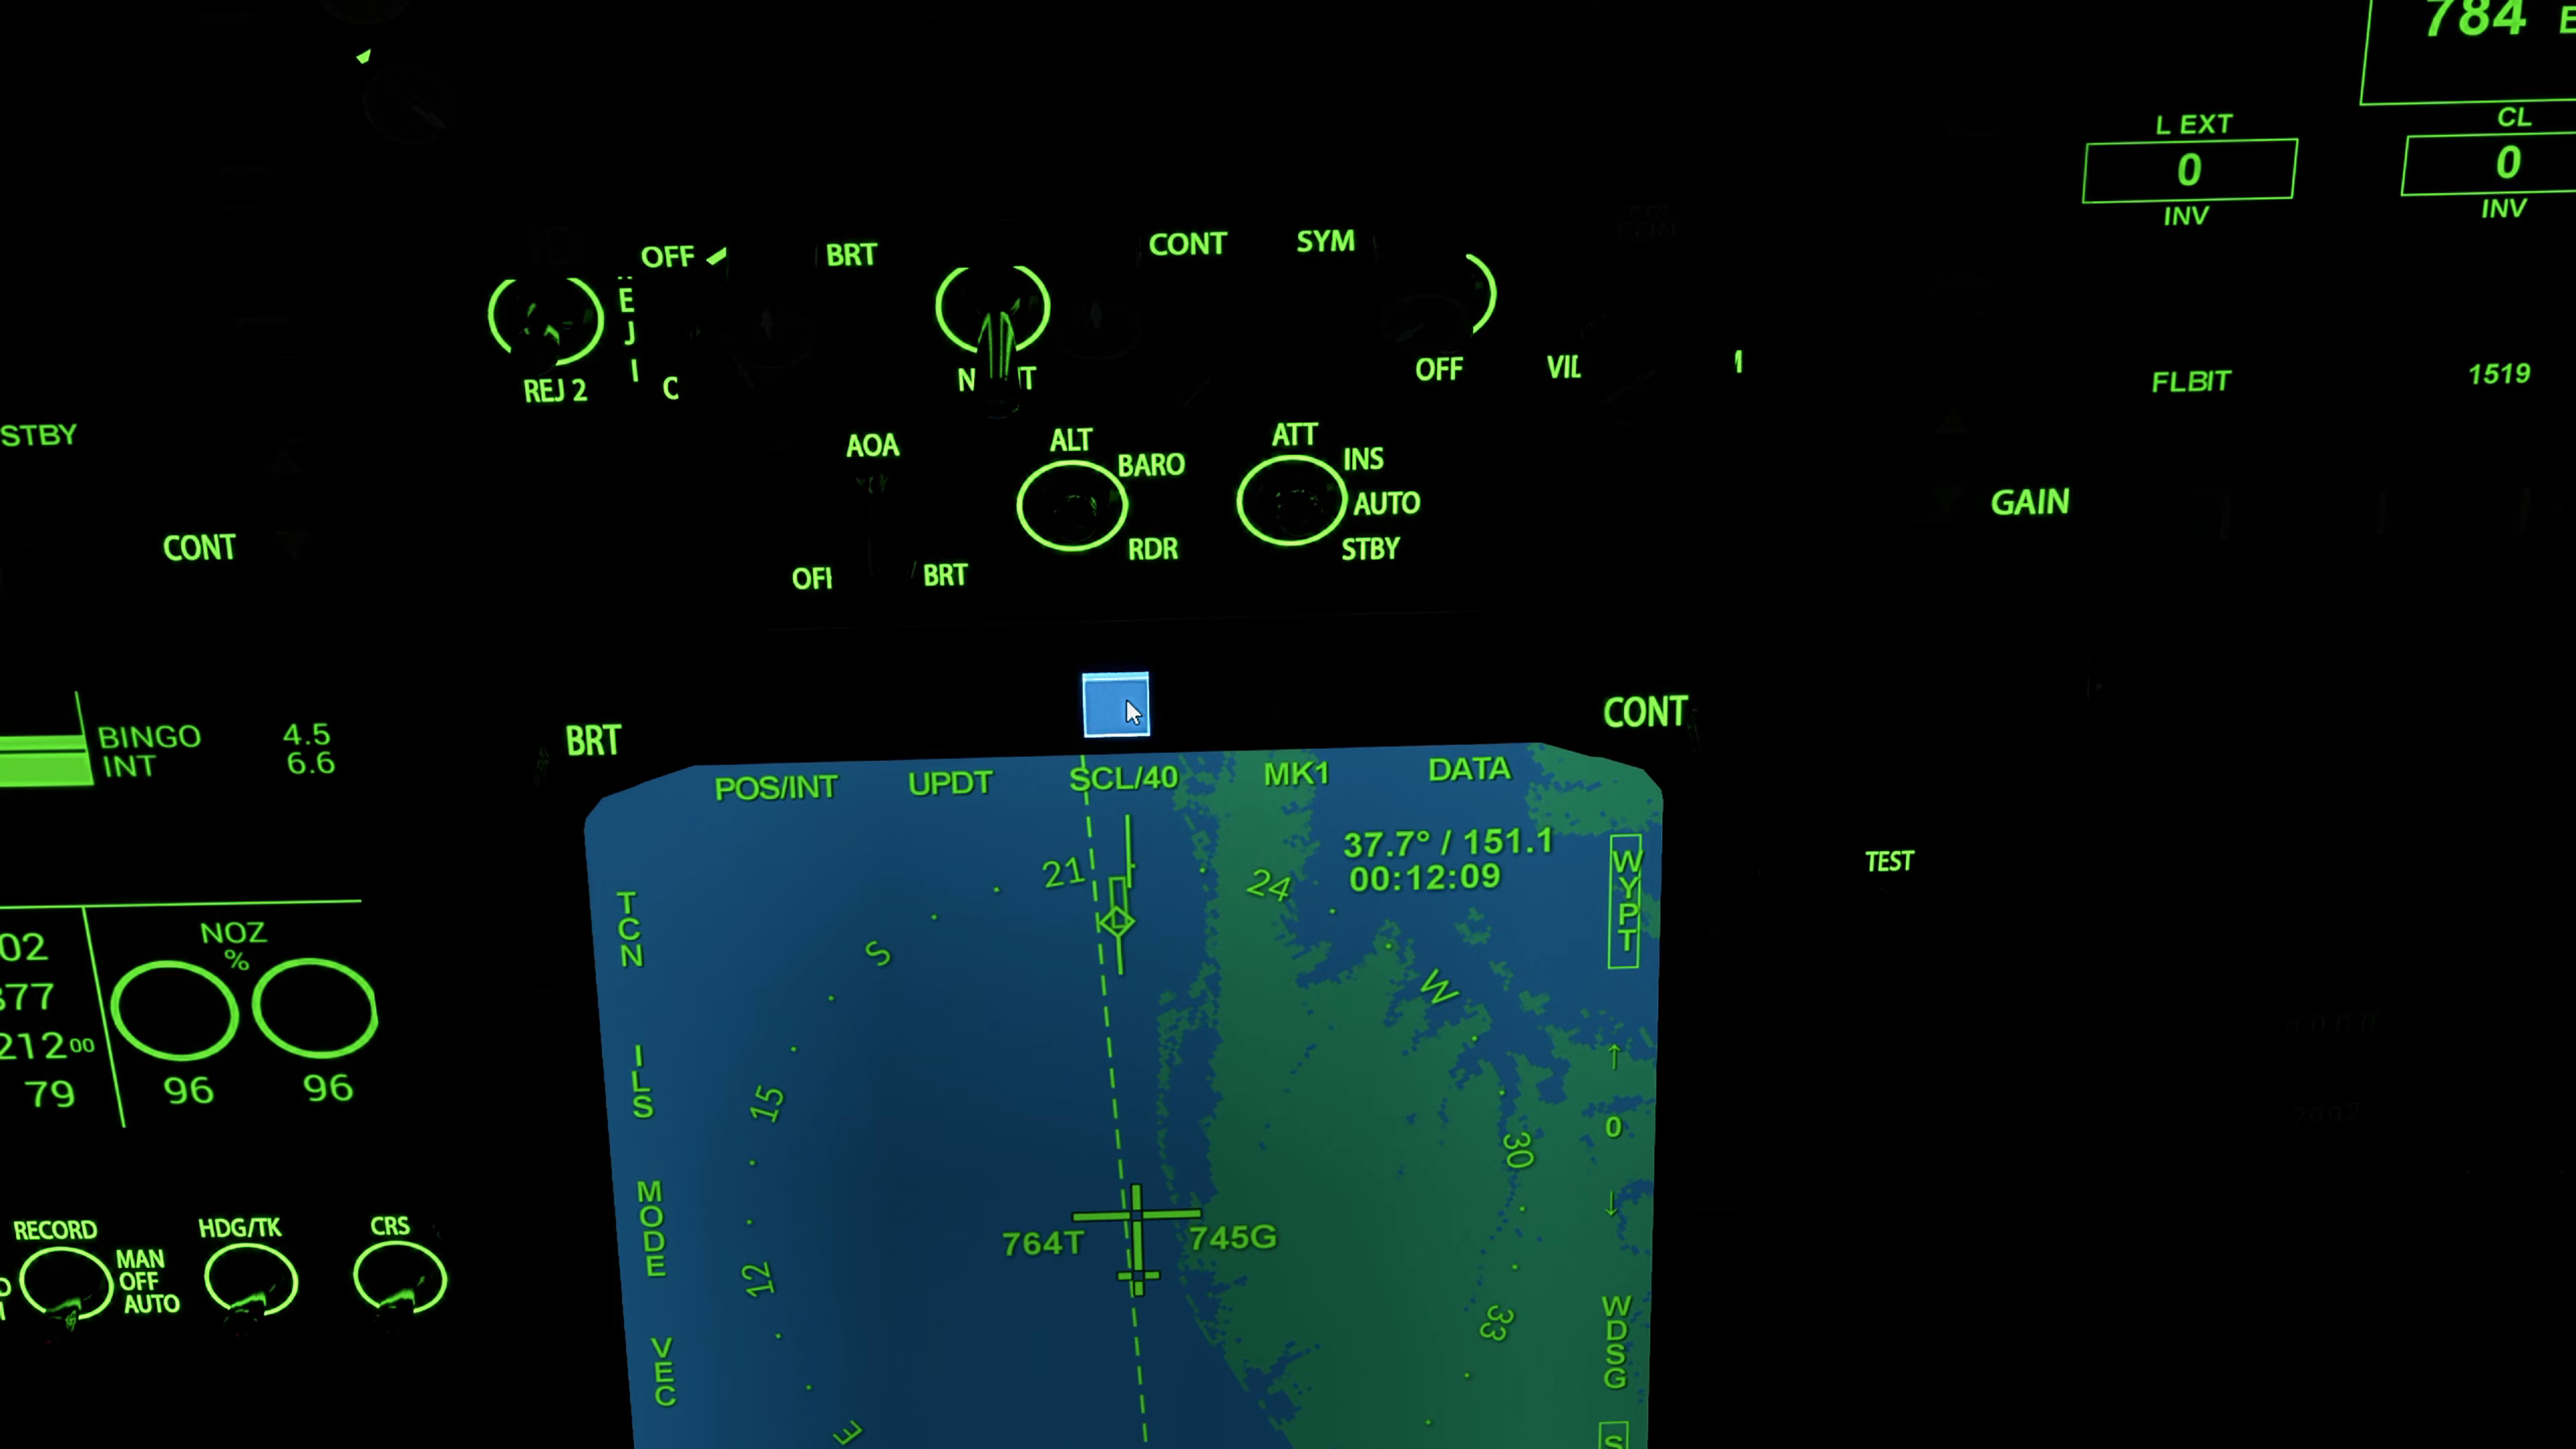 784 E
L EXT
0
INV
CL
0
INV
FLBIT 1519
GAIN
TEST
OFF
REJ 2
BRT
CONT
SYM
OFF
AOA
BRT
ALT
BARO
RDR
ATT
INS
AUTO
STBY
STBY
CONT
BINGO 4.5
INT 6.6
NOZ
%
96 96
02
377
21200
79
RECORD
MAN
OFF
AUTO
HDG/TK
CRS
BRT
CONT
POS/INT UPDT SCL/40 MK1 DATA
37.7° / 151.1
00:12:09
TCN
ILS
MODE
VEC
WYPT
0
WDSG
S
21
24
S
W
15
30
12
33
E
L
764T 745G